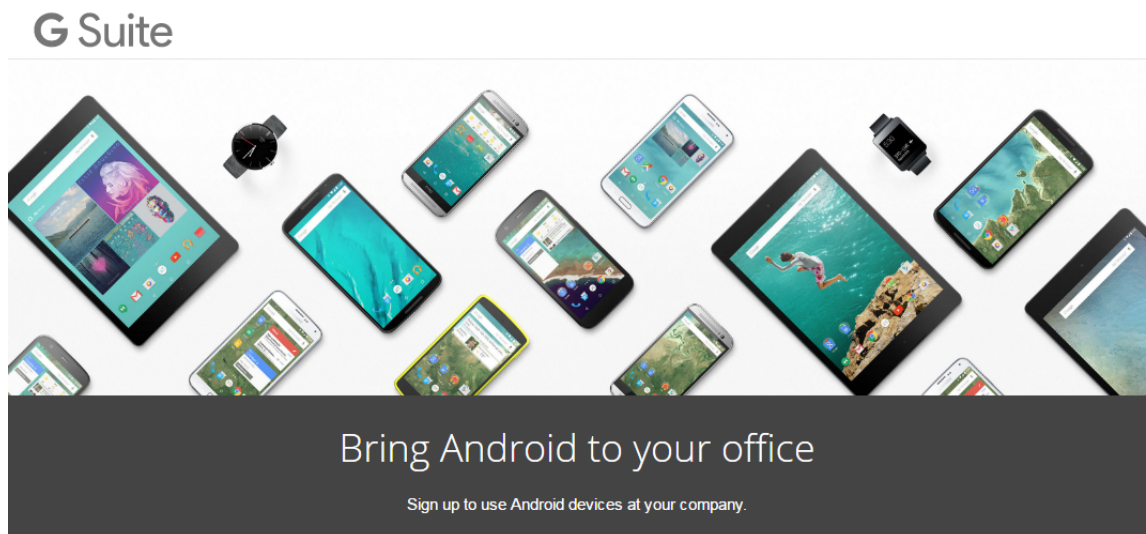 G Suite
Bring Android to your office
Sign up to use Android devices at your company.